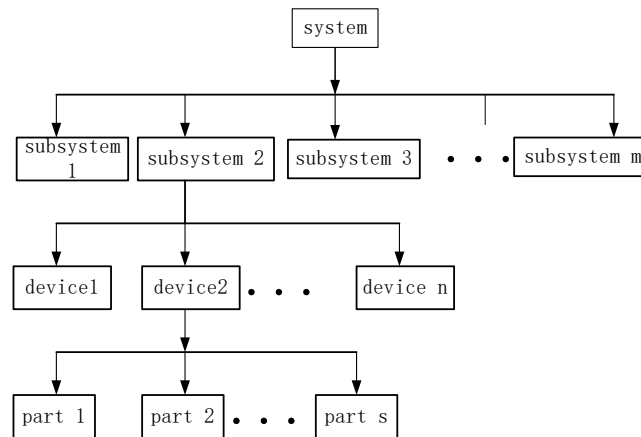 system
subsystem
1
subsystem 2
subsystem 3
• • •
subsystem m
device1
device2
• • •
device n
part 1
part 2
• • •
part s